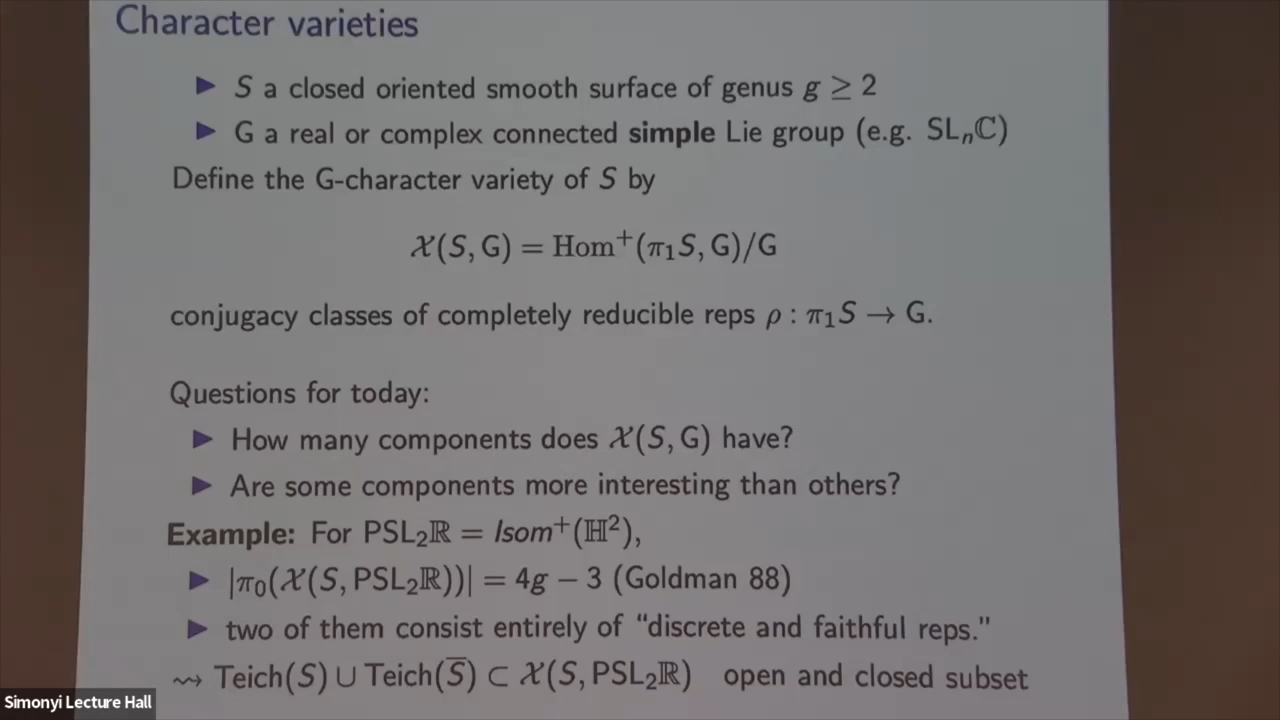 Character varieties
▶ S a closed oriented smooth surface of genus g ≥ 2
▶ G a real or complex connected simple Lie group (e.g. SLₙℂ)
Define the G-character variety of S by
𝒳(S, G) = Hom⁺(π₁S, G)/G
conjugacy classes of completely reducible reps ρ : π₁S → G.
Questions for today:
▶ How many components does 𝒳(S, G) have?
▶ Are some components more interesting than others?
Example: For PSL₂ℝ = Isom⁺(ℍ²),
▶ |π₀(𝒳(S, PSL₂ℝ))| = 4g − 3 (Goldman 88)
▶ two of them consist entirely of "discrete and faithful reps."
⇝ Teich(S) ∪ Teich(S̅) ⊂ 𝒳(S, PSL₂ℝ) open and closed subset
Simonyi Lecture Hall